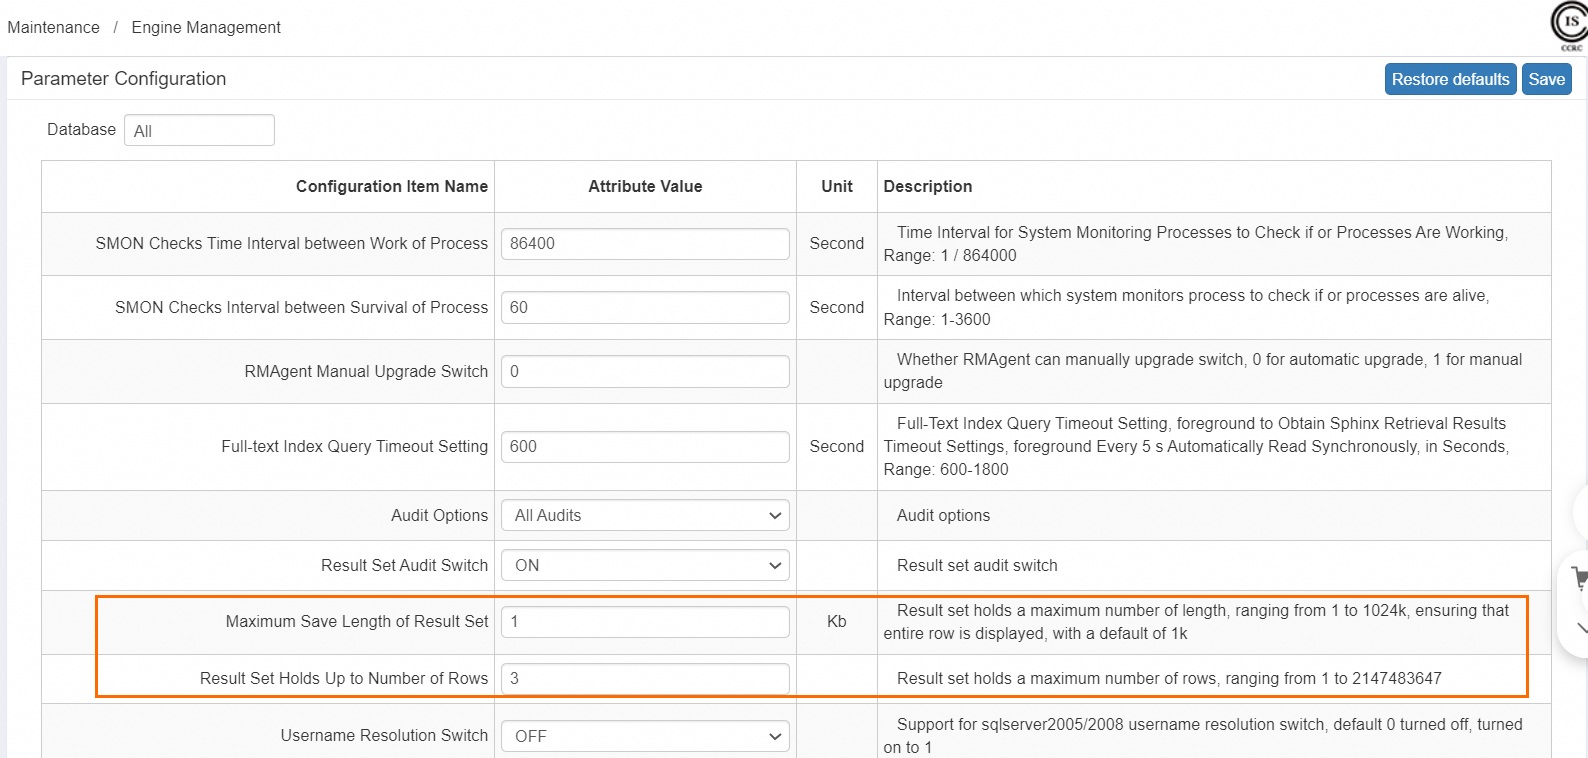 Maintenance / Engine Management
IS
CCRC
Parameter Configuration
Restore defaults Save
Database All
Configuration Item Name Attribute Value Unit Description
SMON Checks Time Interval between Work of Process 86400 Second Time Interval for System Monitoring Processes to Check if or Processes Are Working,
Range: 1 / 864000
SMON Checks Interval between Survival of Process 60 Second Interval between which system monitors process to check if or processes are alive,
Range: 1-3600
RMAgent Manual Upgrade Switch 0 Whether RMAgent can manually upgrade switch, 0 for automatic upgrade, 1 for manual
upgrade
Full-text Index Query Timeout Setting 600 Second Full-Text Index Query Timeout Setting, foreground to Obtain Sphinx Retrieval Results
Timeout Settings, foreground Every 5 s Automatically Read Synchronously, in Seconds,
Range: 600-1800
Audit Options All Audits Audit options
Result Set Audit Switch ON Result set audit switch
Maximum Save Length of Result Set 1 Kb Result set holds a maximum number of length, ranging from 1 to 1024k, ensuring that
entire row is displayed, with a default of 1k
Result Set Holds Up to Number of Rows 3 Result set holds a maximum number of rows, ranging from 1 to 2147483647
Username Resolution Switch OFF Support for sqlserver2005/2008 username resolution switch, default 0 turned off, turned
on to 1